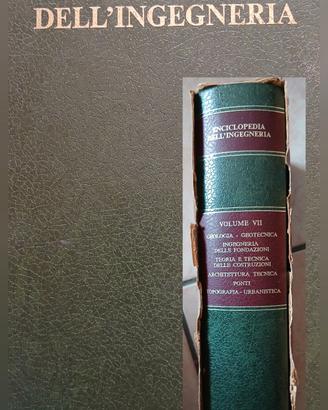 DELL'INGEGNERIA
ENCICLOPEDIA
DELL'INGEGNERIA
VOLUME VII
GEOLOGIA - GEOTECNICA
INGEGNERIA
DELLE FONDAZIONI
TEORIA E TECNICA
DELLE COSTRUZIONI
ARCHITETTURA TECNICA
PONTI
TOPOGRAFIA - URBANISTICA